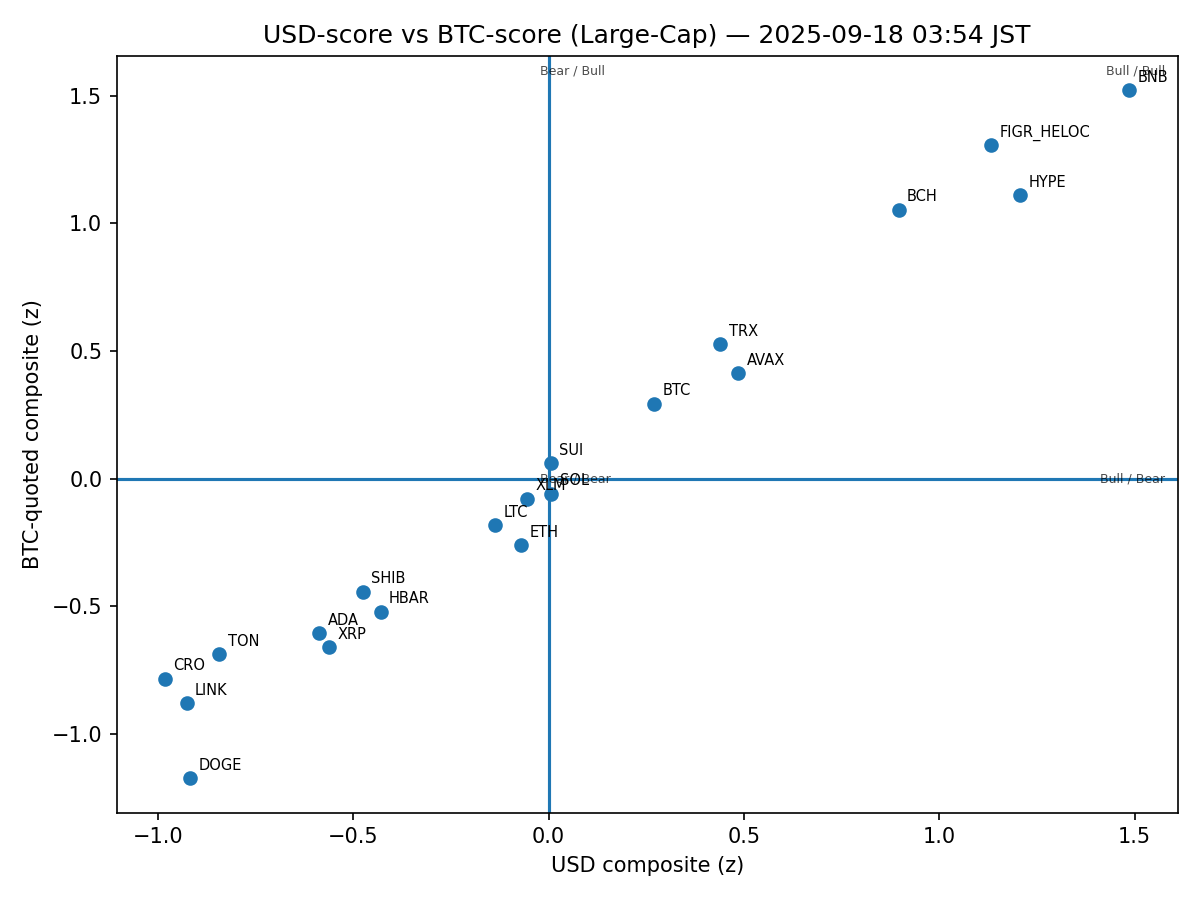 USD-score vs BTC-score (Large-Cap) — 2025-09-18 03:54 JST
Bear / Bull
Bull / Bull
BNB
1.5
FIGR_HELOC
HYPE
BCH
1.0
TRX
0.5
AVAX
BTC
SUI
SOL
Bear / Bear
Bull / Bear
0.0
XLM
LTC
ETH
SHIB
HBAR
−0.5
ADA
XRP
TON
CRO
LINK
−1.0
DOGE
BTC-quoted composite (z)
−1.0 −0.5 0.0 0.5 1.0 1.5
USD composite (z)